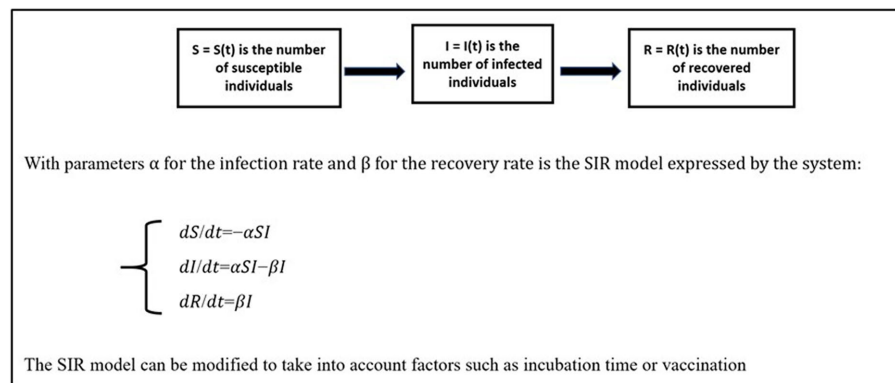 S = S(t) is the number
of susceptible
individuals
I = I(t) is the
number of infected
individuals
R = R(t) is the number
of recovered
individuals
With parameters α for the infection rate and β for the recovery rate is the SIR model expressed by the system:
dS/dt=−αSI
dI/dt=αSI−βI
dR/dt=βI
The SIR model can be modified to take into account factors such as incubation time or vaccination